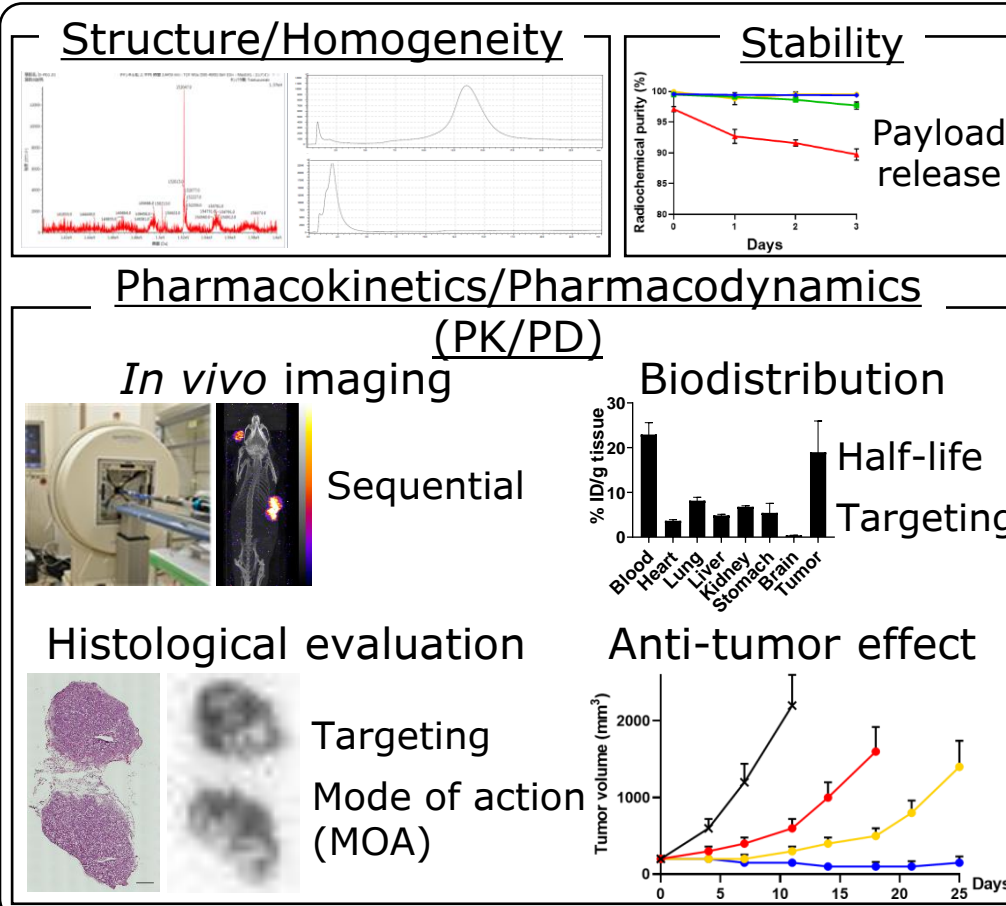 Structure/Homogeneity
Stability
Radiochemical purity (%)
100
95
90
85
80
0
1
2
3
Days
Payload
release
Pharmacokinetics/Pharmacodynamics
(PK/PD)
In vivo imaging
Sequential
Biodistribution
% ID/g tissue
30
20
10
0
Blood
Heart
Lung
Liver
Kidney
Stomach
Brain
Tumor
Half-life
Targeting
Histological evaluation
Targeting
Mode of action
(MOA)
Anti-tumor effect
Tumor volume (mm³)
2000
1000
0
0
5
10
15
20
25
Days